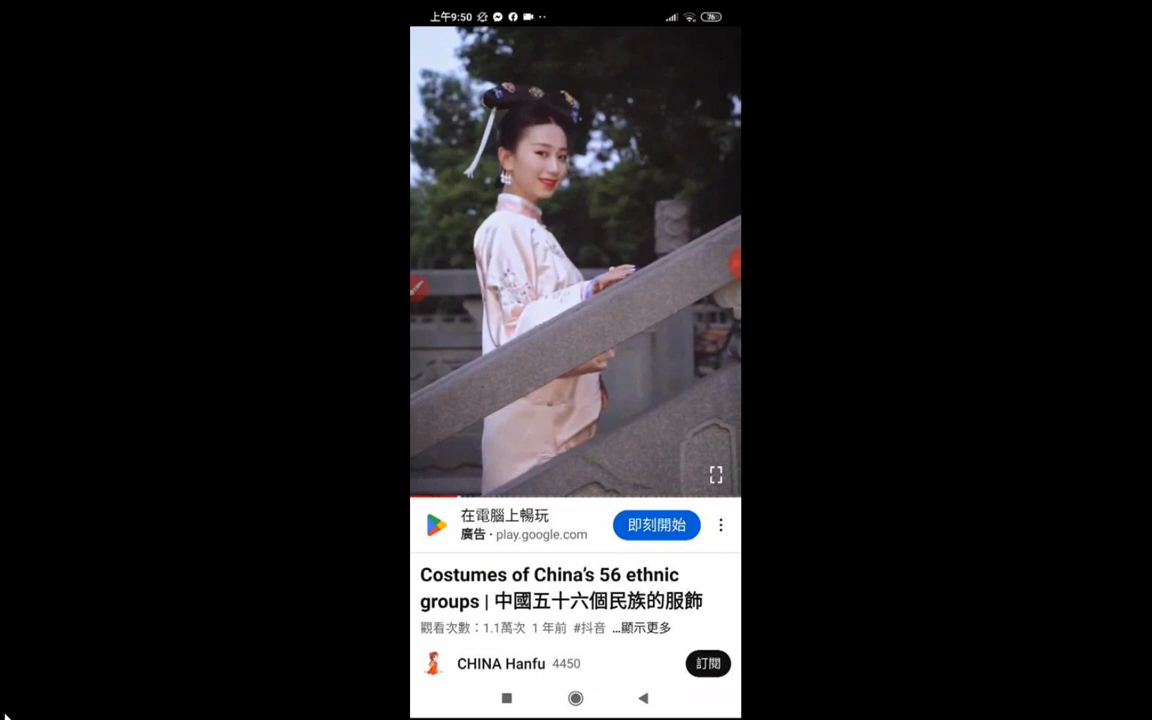 上午9:50
76
在電腦上暢玩
廣告 · play.google.com
即刻開始
Costumes of China's 56 ethnic
groups | 中國五十六個民族的服飾
觀看次數：1.1萬次 1 年前 #抖音 ...顯示更多
CHINA Hanfu 4450
訂閱